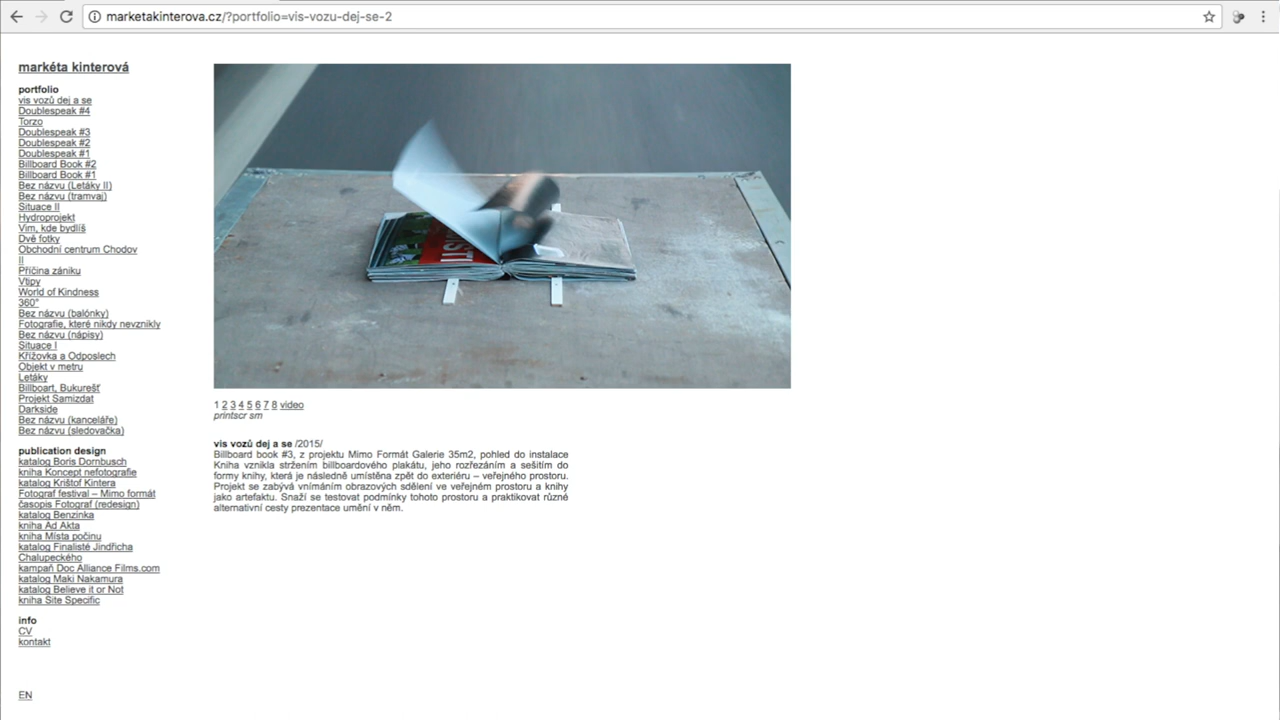 marketakinterova.cz/?portfolio=vis-vozu-dej-se-2
markéta kinterová
portfolio
vis vozů dej a se
Doublespeak #4
Torzo
Doublespeak #3
Doublespeak #2
Doublespeak #1
Billboard Book #2
Billboard Book #1
Bez názvu (Letáky II)
Bez názvu (tramvaj)
Situace II
Hydroprojekt
Vim, kde bydlíš
Dvě fotky
Obchodní centrum Chodov
II
Příčina zániku
Vtipy
World of Kindness
360°
Bez názvu (balónky)
Fotografie, které nikdy nevznikly
Bez názvu (nápisy)
Situace I
Křížovka a Odposlech
Objekt v metru
Letáky
Billboart, Bukurešť
Projekt Samizdat
Darkside
Bez názvu (kanceláře)
Bez názvu (sledovačka)
publication design
katalog Boris Dornbusch
kniha Koncept nefotografie
katalog Krištof Kintera
Fotograf festival – Mimo formát
časopis Fotograf (redesign)
katalog Benzinka
kniha Ad Akta
kniha Místa počinu
katalog Finalisté Jindřicha
Chalupeckého
kampaň Doc Alliance Films.com
katalog Maki Nakamura
katalog Believe it or Not
kniha Site Specific
info
CV
kontakt
EN
1 2 3 4 5 6 7 8 video
printscr sm
vis vozů dej a se /2015/
Billboard book #3, z projektu Mimo Formát Galerie 35m2, pohled do instalace
Kniha vznikla stržením billboardového plakátu, jeho rozřezáním a sešitím do
formy knihy, která je následně umístěna zpět do exteriéru – veřejného prostoru.
Projekt se zabývá vnímáním obrazových sdělení ve veřejném prostoru a knihy
jako artefaktu. Snaží se testovat podmínky tohoto prostoru a praktikovat různé
alternativní cesty prezentace umění v něm.